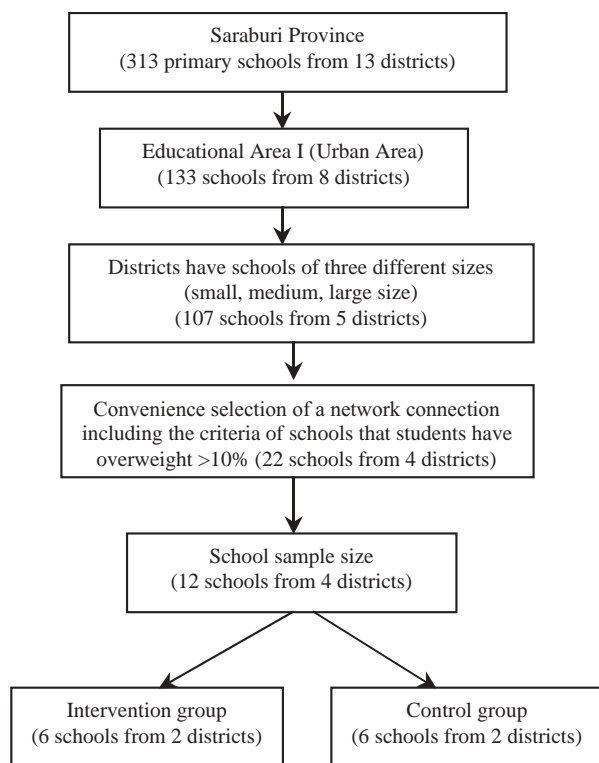 Saraburi Province
(313 primary schools from 13 districts)
Educational Area I (Urban Area)
(133 schools from 8 districts)
Districts have schools of three different sizes
(small, medium, large size)
(107 schools from 5 districts)
Convenience selection of a network connection
including the criteria of schools that students have
overweight >10% (22 schools from 4 districts)
School sample size
(12 schools from 4 districts)
Intervention group
(6 schools from 2 districts)
Control group
(6 schools from 2 districts)